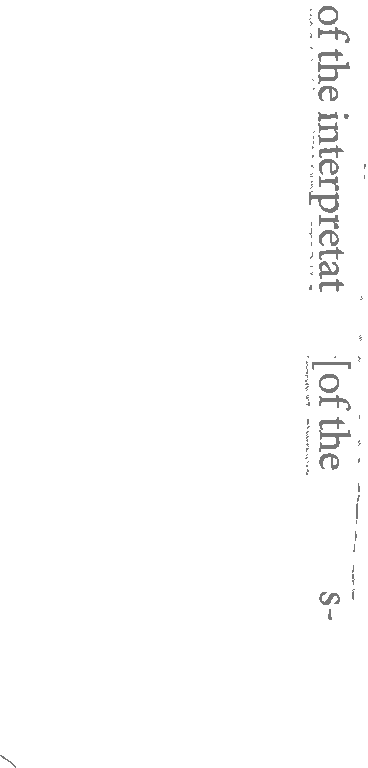 of the interpretat [of the s-